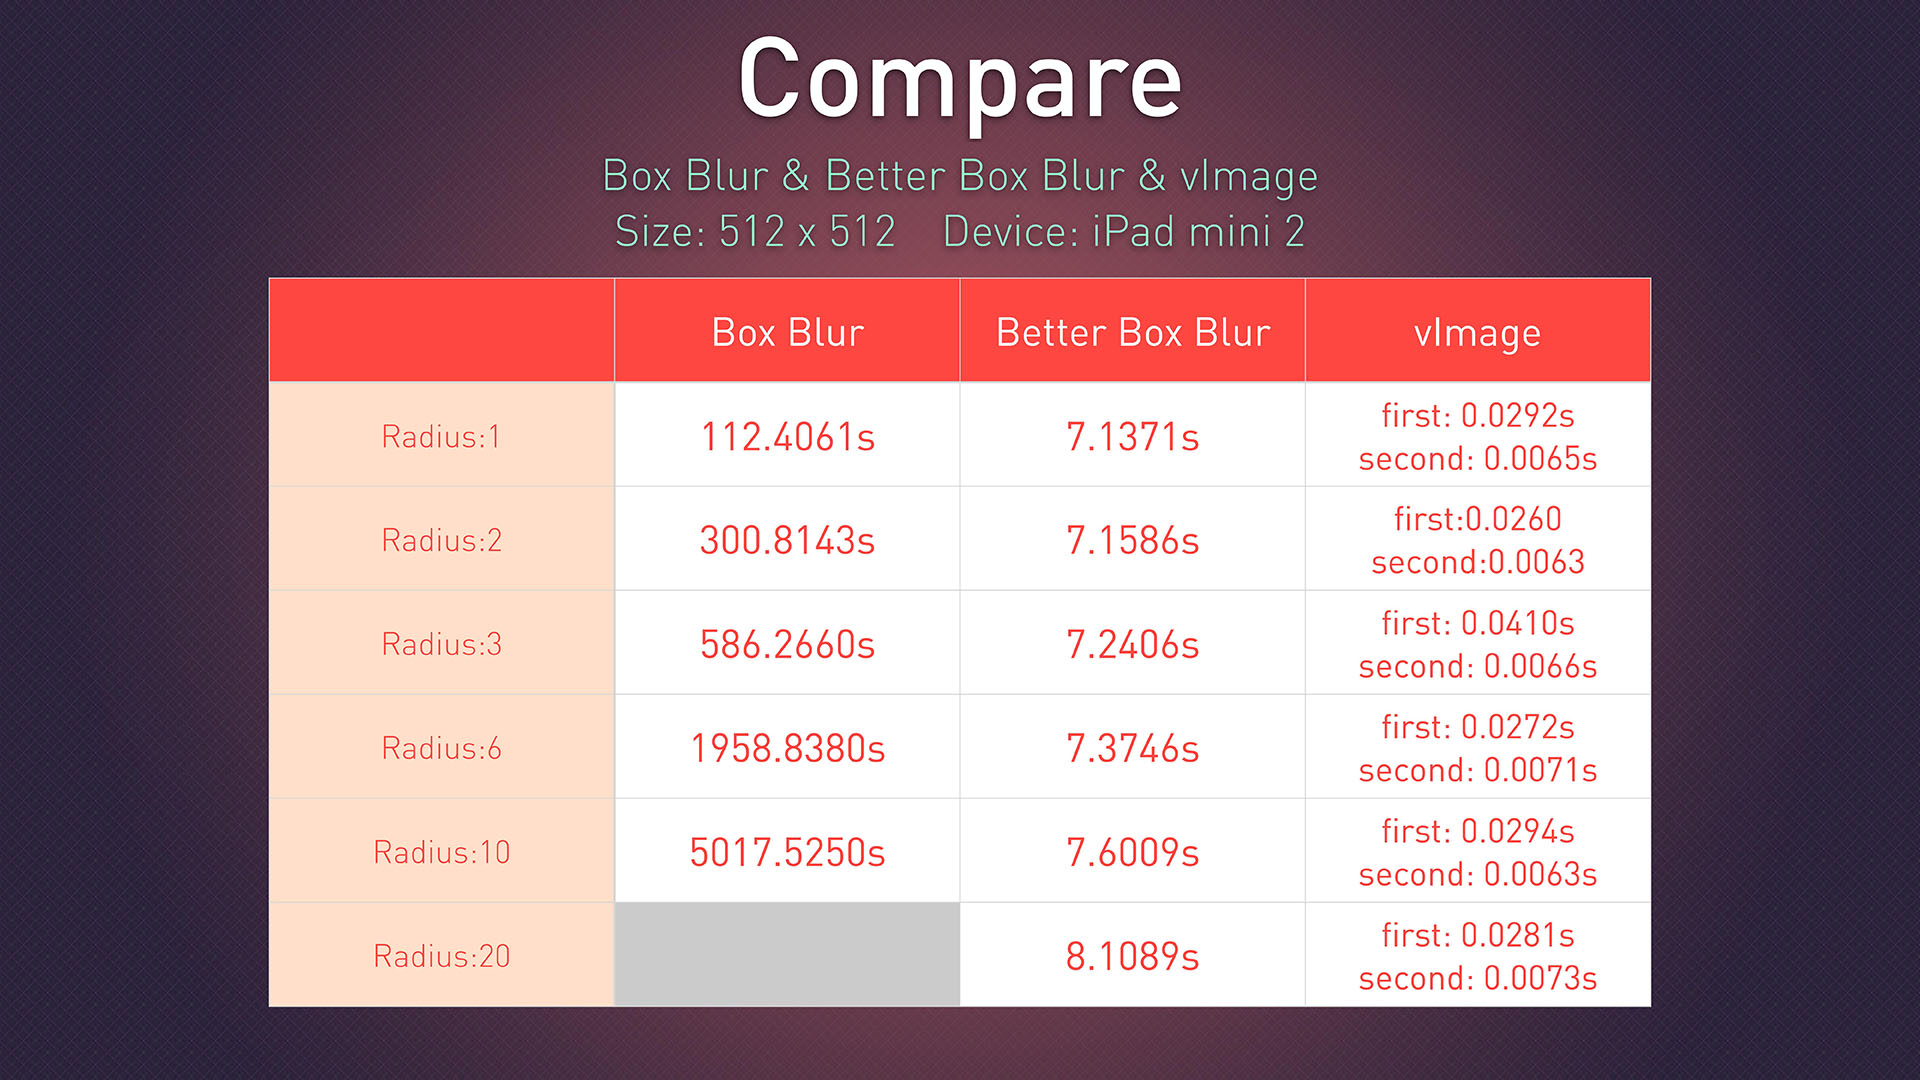 Compare
Box Blur & Better Box Blur & vImage
Size: 512 x 512 Device: iPad mini 2
Box Blur Better Box Blur vImage
Radius:1 112.4061s 7.1371s first: 0.0292s
second: 0.0065s
Radius:2 300.8143s 7.1586s first:0.0260
second:0.0063
Radius:3 586.2660s 7.2406s first: 0.0410s
second: 0.0066s
Radius:6 1958.8380s 7.3746s first: 0.0272s
second: 0.0071s
Radius:10 5017.5250s 7.6009s first: 0.0294s
second: 0.0063s
Radius:20 8.1089s first: 0.0281s
second: 0.0073s